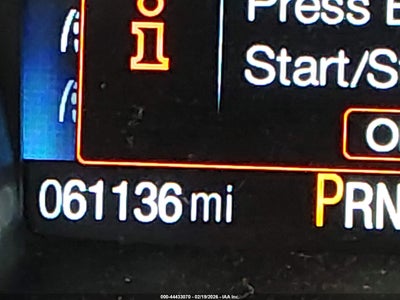 Press
Start/S
O
061136 mi
PRN
000-44433070 - 02/19/2026 - IAA Inc.